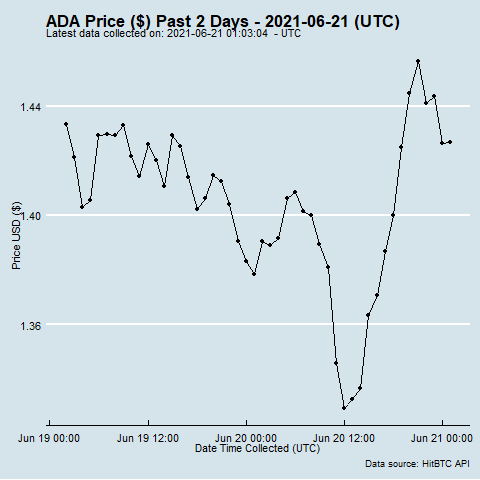 ADA Price ($) Past 2 Days - 2021-06-21 (UTC)
Latest data collected on: 2021-06-21 01:03:04  - UTC
1.44
1.40
1.36
Price USD ($)
Jun 19 00:00 Jun 19 12:00 Jun 20 00:00 Jun 20 12:00 Jun 21 00:00
Date Time Collected (UTC)
Data source: HitBTC API